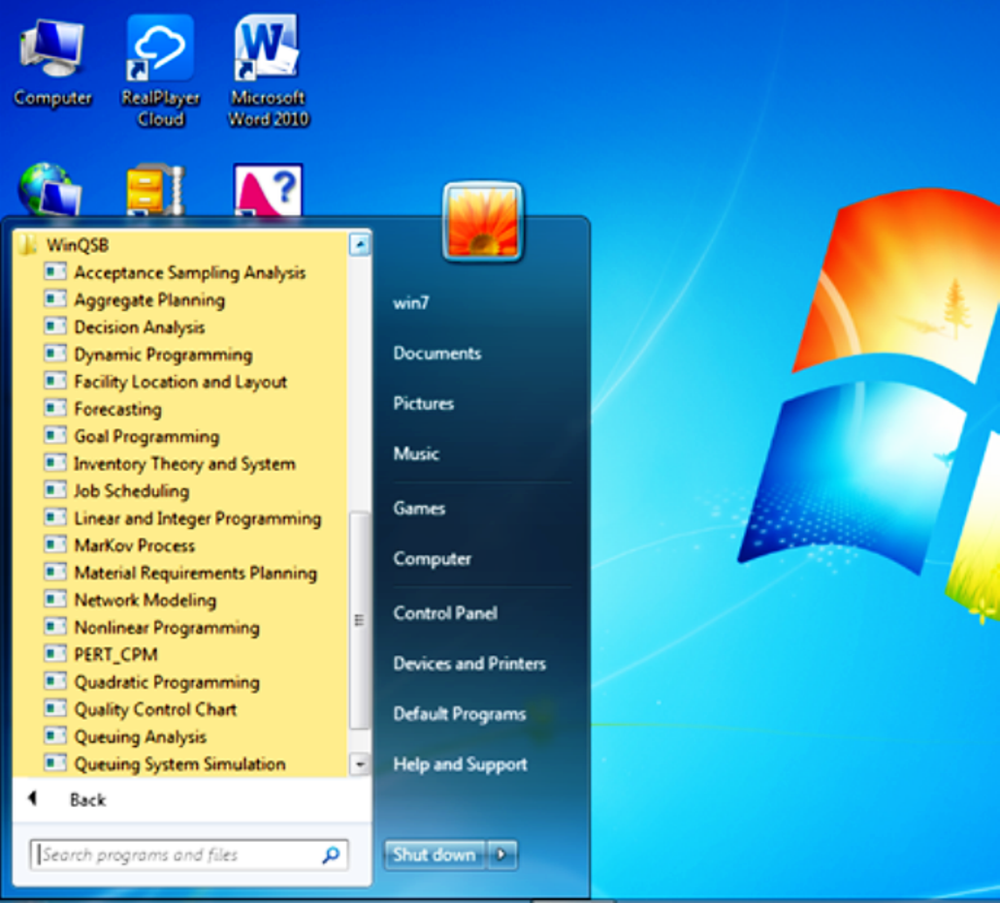 Computer
RealPlayer
Cloud
Microsoft
Word 2010
WinQSB
Acceptance Sampling Analysis
Aggregate Planning
Decision Analysis
Dynamic Programming
Facility Location and Layout
Forecasting
Goal Programming
Inventory Theory and System
Job Scheduling
Linear and Integer Programming
MarKov Process
Material Requirements Planning
Network Modeling
Nonlinear Programming
PERT_CPM
Quadratic Programming
Quality Control Chart
Queuing Analysis
Queuing System Simulation
Back
Search programs and files
win7
Documents
Pictures
Music
Games
Computer
Control Panel
Devices and Printers
Default Programs
Help and Support
Shut down